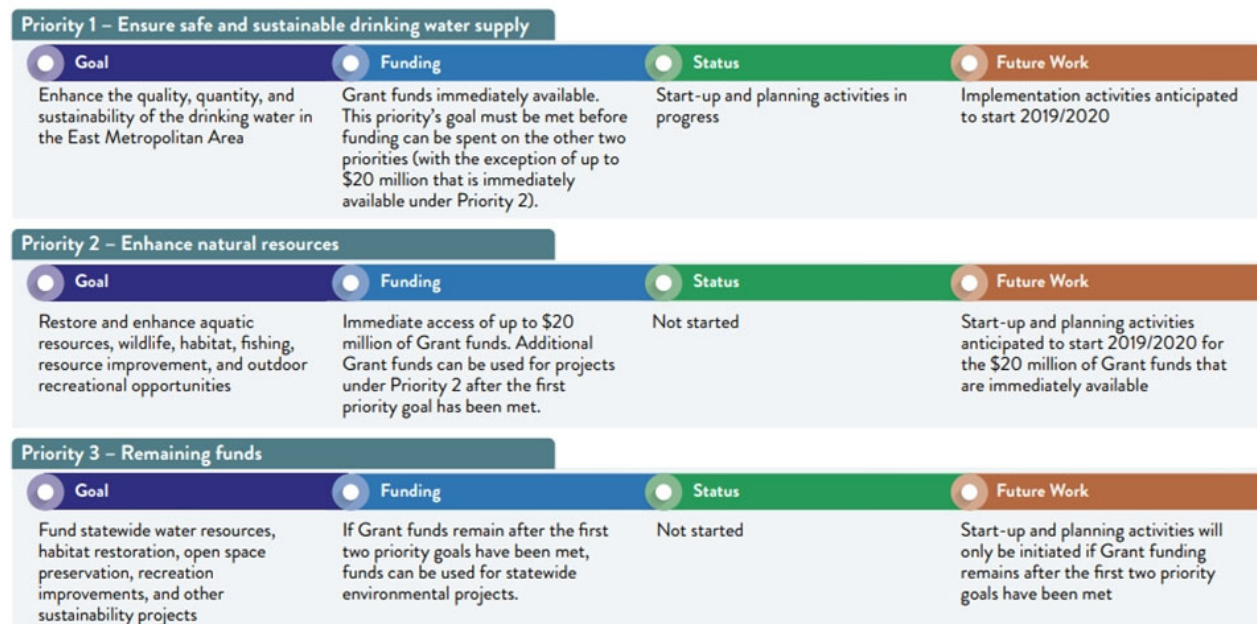 Priority 1 – Ensure safe and sustainable drinking water supply
Goal
Funding
Status
Future Work
Enhance the quality, quantity, and
sustainability of the drinking water in
the East Metropolitan Area
Grant funds immediately available.
This priority's goal must be met before
funding can be spent on the other two
priorities (with the exception of up to
$20 million that is immediately
available under Priority 2).
Start-up and planning activities in
progress
Implementation activities anticipated
to start 2019/2020
Priority 2 – Enhance natural resources
Goal
Funding
Status
Future Work
Restore and enhance aquatic
resources, wildlife, habitat, fishing,
resource improvement, and outdoor
recreational opportunities
Immediate access of up to $20
million of Grant funds. Additional
Grant funds can be used for projects
under Priority 2 after the first
priority goal has been met.
Not started
Start-up and planning activities
anticipated to start 2019/2020 for
the $20 million of Grant funds that
are immediately available
Priority 3 – Remaining funds
Goal
Funding
Status
Future Work
Fund statewide water resources,
habitat restoration, open space
preservation, recreation
improvements, and other
sustainability projects
If Grant funds remain after the first
two priority goals have been met,
funds can be used for statewide
environmental projects.
Not started
Start-up and planning activities will
only be initiated if Grant funding
remains after the first two priority
goals have been met